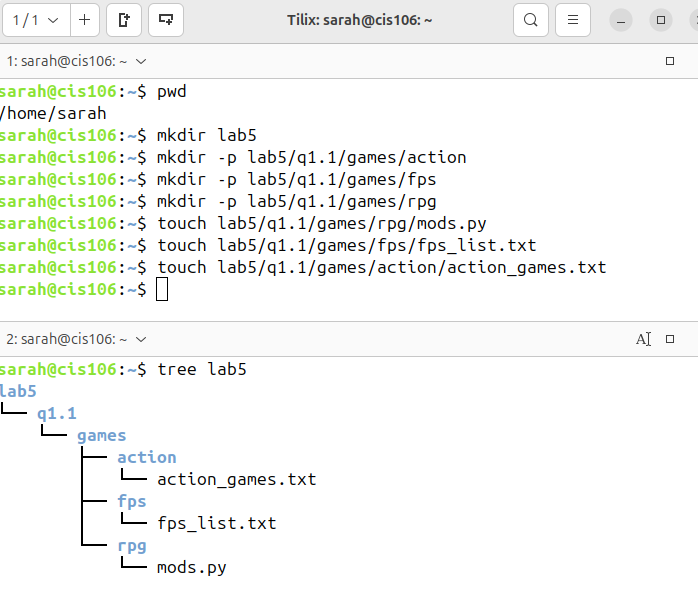 1 / 1
Tilix: sarah@cis106: ~
1: sarah@cis106: ~
sarah@cis106:~$ pwd
/home/sarah
sarah@cis106:~$ mkdir lab5
sarah@cis106:~$ mkdir -p lab5/q1.1/games/action
sarah@cis106:~$ mkdir -p lab5/q1.1/games/fps
sarah@cis106:~$ mkdir -p lab5/q1.1/games/rpg
sarah@cis106:~$ touch lab5/q1.1/games/rpg/mods.py
sarah@cis106:~$ touch lab5/q1.1/games/fps/fps_list.txt
sarah@cis106:~$ touch lab5/q1.1/games/action/action_games.txt
sarah@cis106:~$
2: sarah@cis106: ~
sarah@cis106:~$ tree lab5
lab5
└── q1.1
    └── games
        ├── action
        │   └── action_games.txt
        ├── fps
        │   └── fps_list.txt
        └── rpg
            └── mods.py